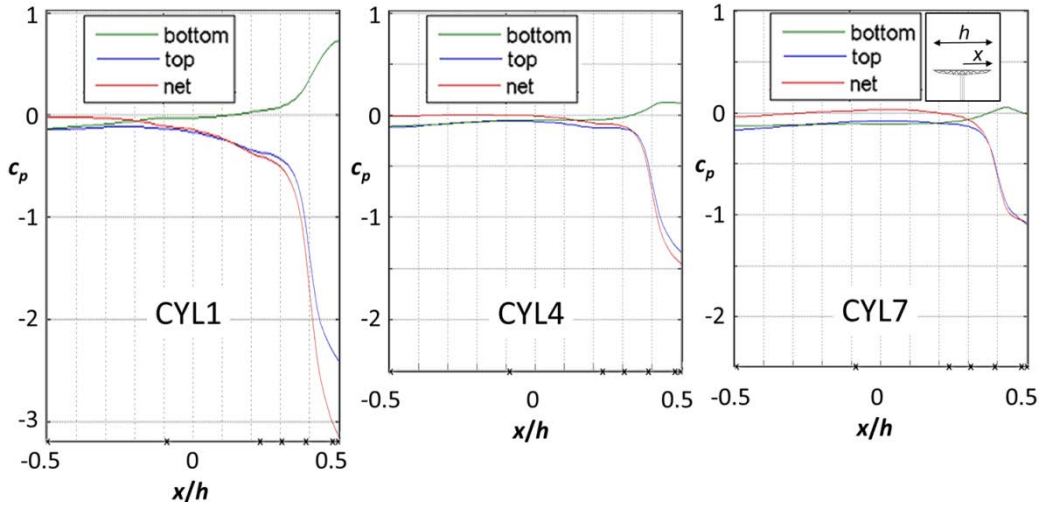 1
0
-1
-2
-3
c_p
bottom
top
net
CYL1
-0.5
0
0.5
x/h
1
0
-1
-2
c_p
bottom
top
net
CYL4
-0.5
0
0.5
x/h
1
0
-1
-2
c_p
bottom
top
net
h
x
CYL7
-0.5
0
0.5
x/h